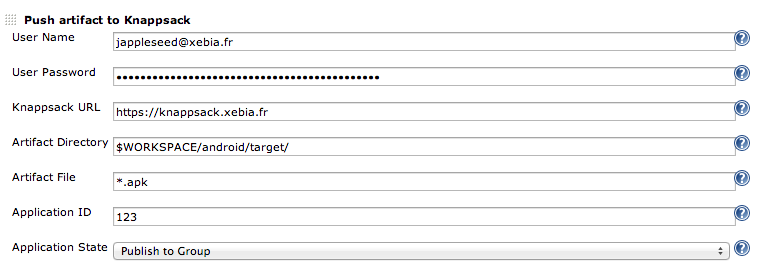 Push artifact to Knappsack
User Name jappleseed@xebia.fr
User Password ••••••••••••••••••••••••••••••••••••••••••••
Knappsack URL https://knappsack.xebia.fr
Artifact Directory $WORKSPACE/android/target/
Artifact File *.apk
Application ID 123
Application State Publish to Group